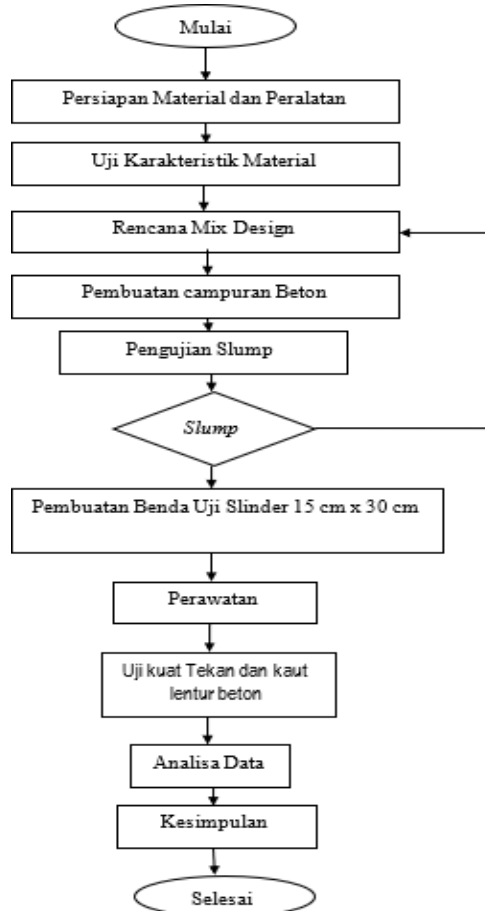 Mulai
Persiapan Material dan Peralatan
Uji Karakteristik Material
Rencana Mix Design
Pembuatan campuran Beton
Pengujian Slump
Slump
Pembuatan Benda Uji Slinder 15 cm x 30 cm
Perawatan
Uji kuat Tekan dan kaut
lentur beton
Analisa Data
Kesimpulan
Selesai